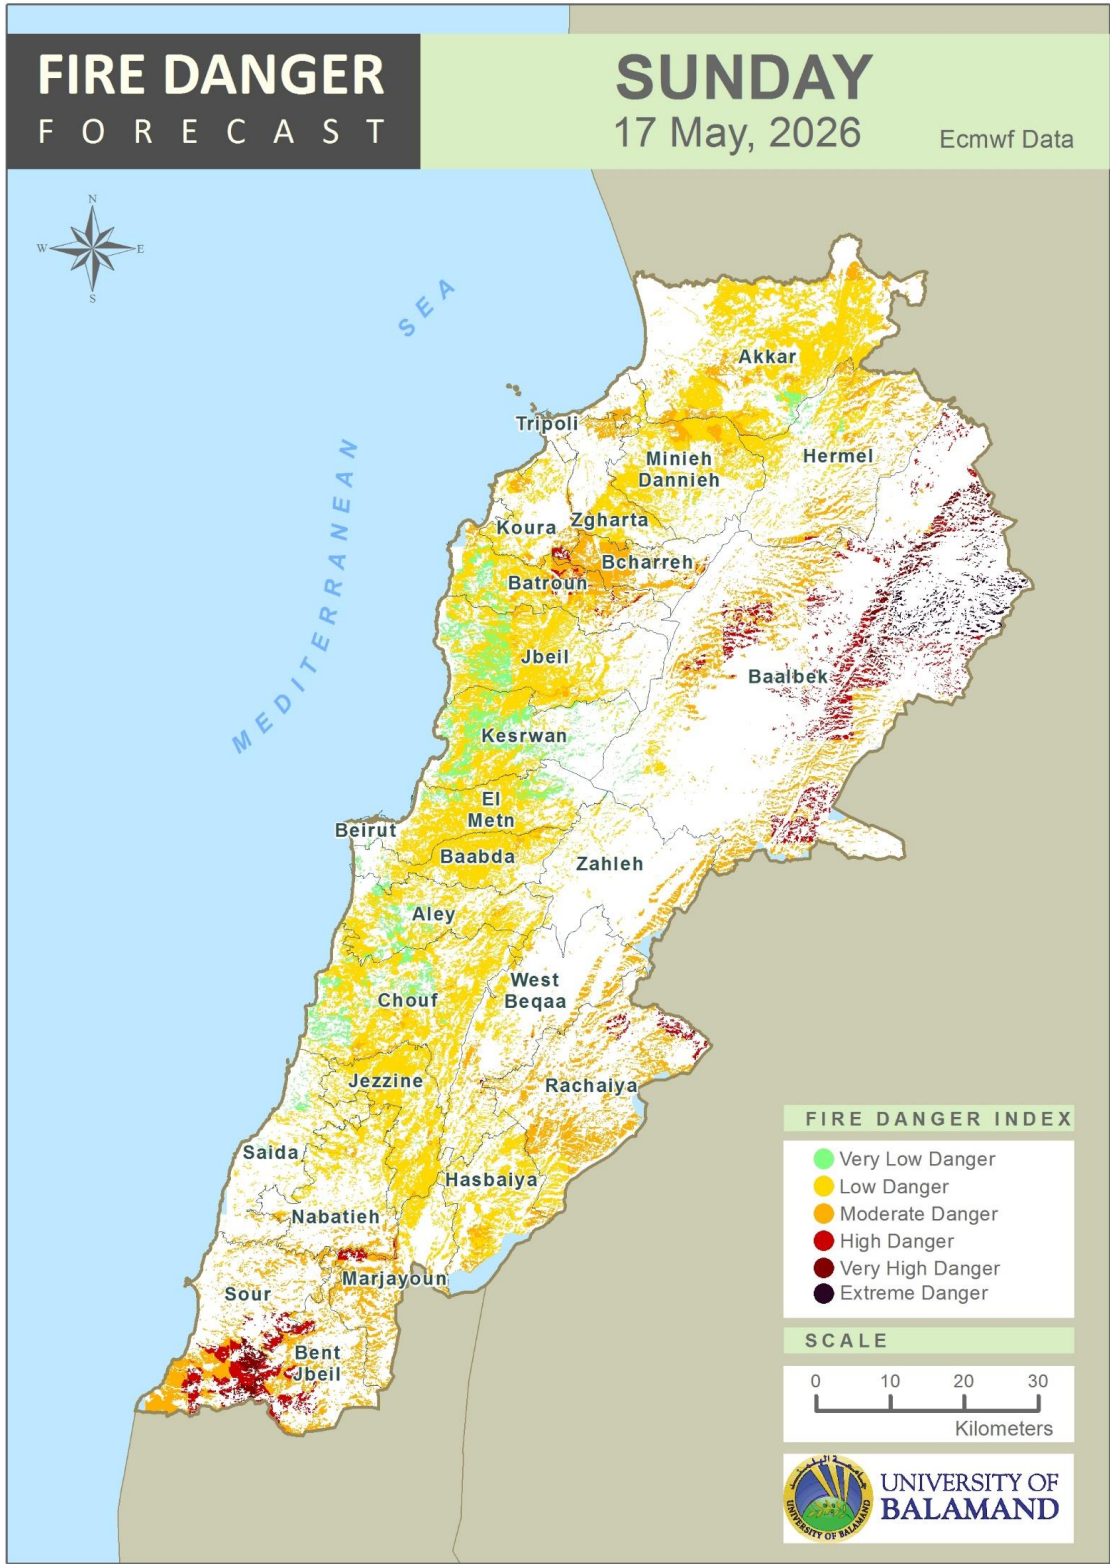 FIRE DANGER
FORECAST
SUNDAY
17 May, 2026
Ecmwf Data
N
W
E
S
MEDITERRANEAN
SEA
Akkar
Tripoli
Minieh
Dannieh
Hermel
Koura
Zgharta
Bcharreh
Batroun
Jbeil
Baalbek
Kesrwan
El
Metn
Beirut
Baabda
Zahleh
Aley
West
Beqaa
Chouf
Jezzine
Rachaiya
Saida
Hasbaiya
Nabatieh
Marjayoun
Sour
Bent
Jbeil
FIRE DANGER INDEX
Very Low Danger
Low Danger
Moderate Danger
High Danger
Very High Danger
Extreme Danger
SCALE
0 10 20 30
Kilometers
UNIVERSITY OF
BALAMAND
UNIVERSITY OF BALAMAND